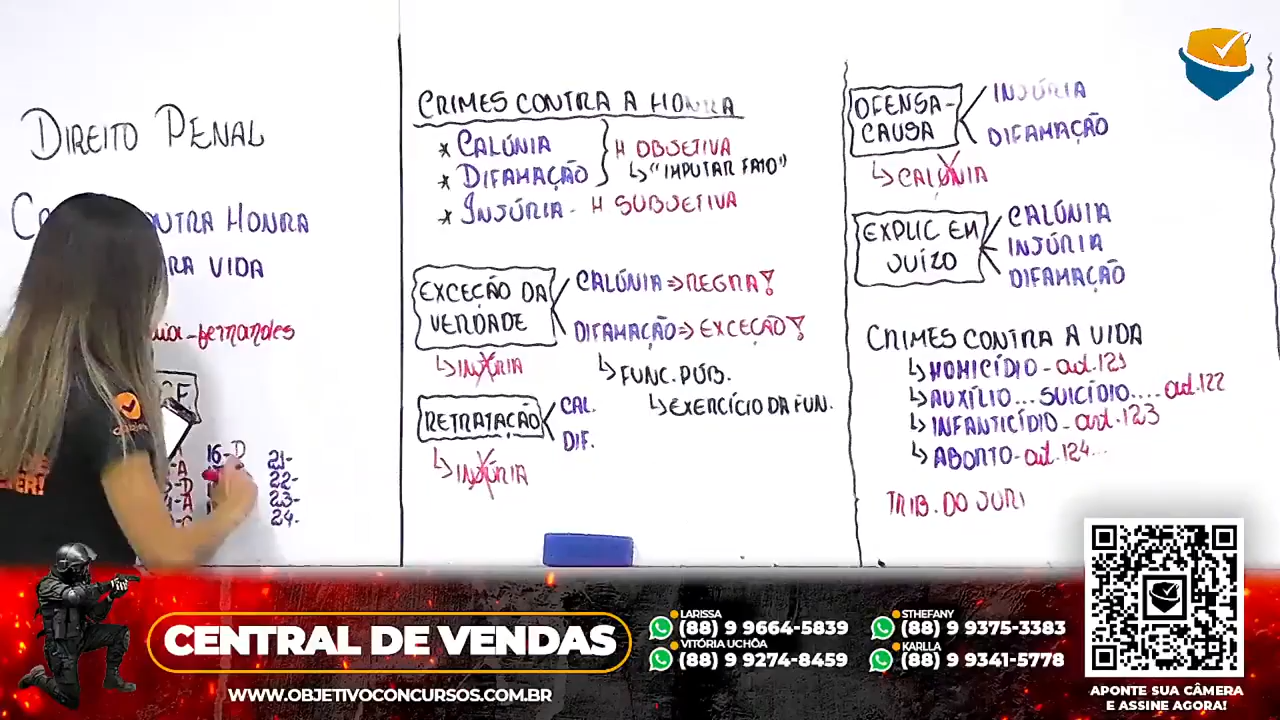 DIREITO PENAL
NTRA HONRA
RA VIDA
fernandes
16-D
21-
22-
23-
24.
CRIMES CONTRA A HONRA
* CALÚNIA
* DIFAMAÇÃO
H OBJETIVA
↳ "IMPUTAR FATO"
* INJÚRIA - H SUBJETIVA
EXCEÇÃO DA VERDADE
CALÚNIA ⇒ REGRA!
DIFAMAÇÃO ⇒ EXCEÇÃO!
↳ INJÚRIA
↳ FUNC. PÚB.
↳ EXERCÍCIO DA FUN.
RETRATAÇÃO
CAL.
DIF.
↳ INJÚRIA
OFENSA-
CAUSA
INJÚRIA
DIFAMAÇÃO
↳ CALÚNIA
EXPLIC EM
JUÍZO
CALÚNIA
INJÚRIA
DIFAMAÇÃO
CRIMES CONTRA A VIDA
↳ HOMICÍDIO - art. 121
↳ AUXÍLIO... SUICÍDIO.... art. 122
↳ INFANTICÍDIO - art. 123
↳ ABORTO - art. 124...
TRIB. DO JURI
CENTRAL DE VENDAS
WWW.OBJETIVOCONCURSOS.COM.BR
LARISSA
(88) 9 9664-5839
VITÓRIA UCHÔA
(88) 9 9274-8459
STHEFANY
(88) 9 9375-3383
KARLLA
(88) 9 9341-5778
APONTE SUA CÂMERA
E ASSINE AGORA!